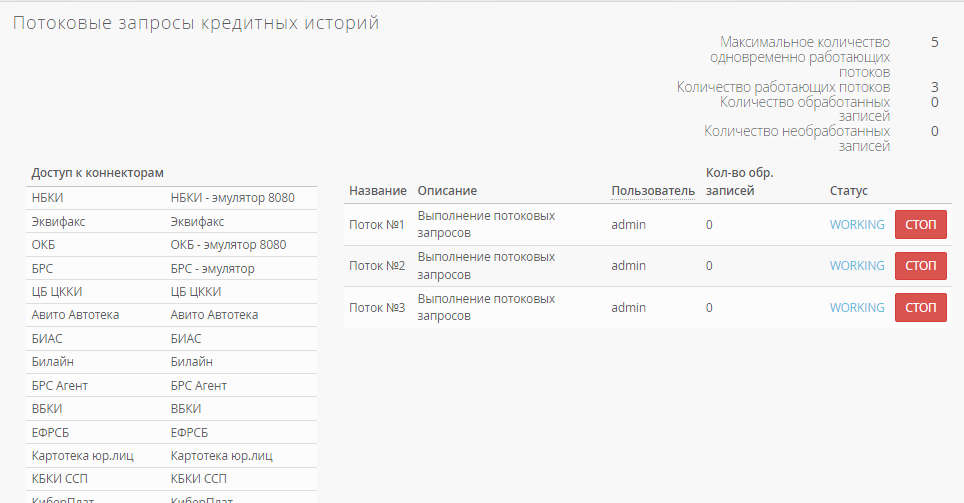 Потоковые запросы кредитных историй
Максимальное количество 5
одновременно работающих
потоков
Количество работающих потоков 3
Количество обработанных 0
записей
Количество необработанных 0
записей
Доступ к коннекторам
НБКИ НБКИ - эмулятор 8080
Эквифакс Эквифакс
ОКБ ОКБ - эмулятор 8080
БРС БРС - эмулятор
ЦБ ЦККИ ЦБ ЦККИ
Авито Автотека Авито Автотека
БИАС БИАС
Билайн Билайн
БРС Агент БРС Агент
ВБКИ ВБКИ
ЕФРСБ ЕФРСБ
Картотека юр.лиц Картотека юр.лиц
КБКИ ССП КБКИ ССП
КиберПлат КиберПлат
Кол-во обр.
Название Описание Пользователь записей Статус
Поток №1 Выполнение потоковых admin 0 WORKING СТОП
запросов
Поток №2 Выполнение потоковых admin 0 WORKING СТОП
запросов
Поток №3 Выполнение потоковых admin 0 WORKING СТОП
запросов